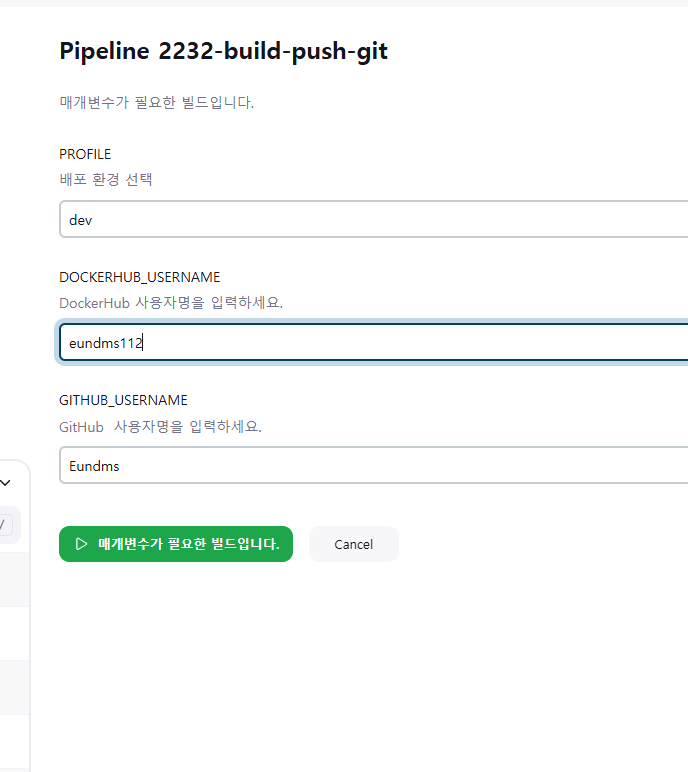 Pipeline 2232-build-push-git
매개변수가 필요한 빌드입니다.
PROFILE
배포 환경 선택
dev
DOCKERHUB_USERNAME
DockerHub 사용자명을 입력하세요.
eundms112
GITHUB_USERNAME
GitHub 사용자명을 입력하세요.
Eundms
/
매개변수가 필요한 빌드입니다.
Cancel